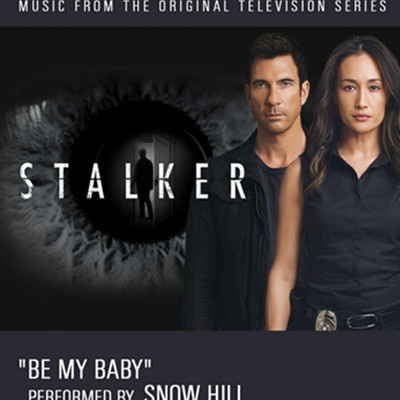 MUSIC FROM THE ORIGINAL TELEVISION SERIES
STALKER
"BE MY BABY"
PERFORMED BY SNOW HILL